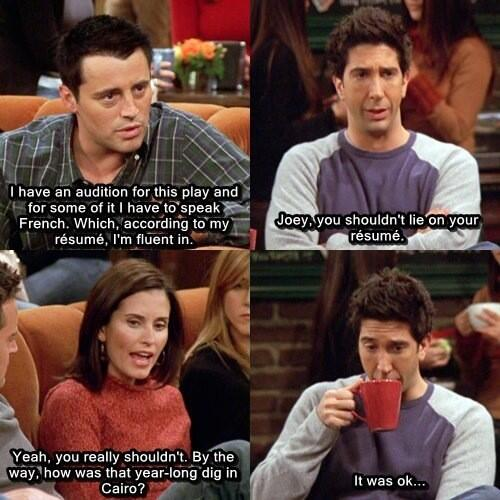 I have an audition for this play and
for some of it I have to speak
French. Which, according to my
résumé, I'm fluent in.
Joey, you shouldn't lie on your
résumé.
Yeah, you really shouldn't. By the
way, how was that year-long dig in
Cairo?
It was ok...